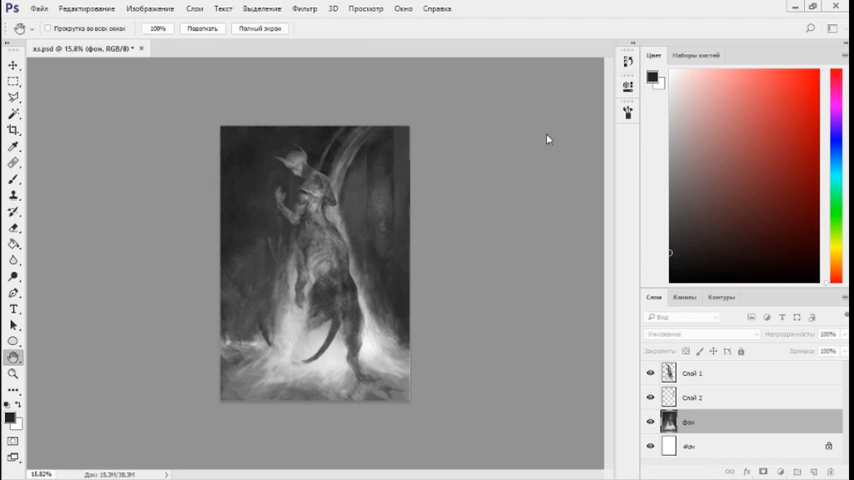 Ps Файл Редактирование Изображение Слои Текст Выделение Фильтр 3D Просмотр Окно Справка
Прокрутка во всех окнах 100% Подогнать Полный экран
xx.psd @ 15,8% (фон, RGB/8) *
Цвет Наборы кистей
Слои Каналы Контуры
Вид
Умножение Непрозрачность: 100%
Закрепить: Заливка: 100%
Слой 1
Слой 2
фон
Фон
15,82% Док: 15,3M/38,3M